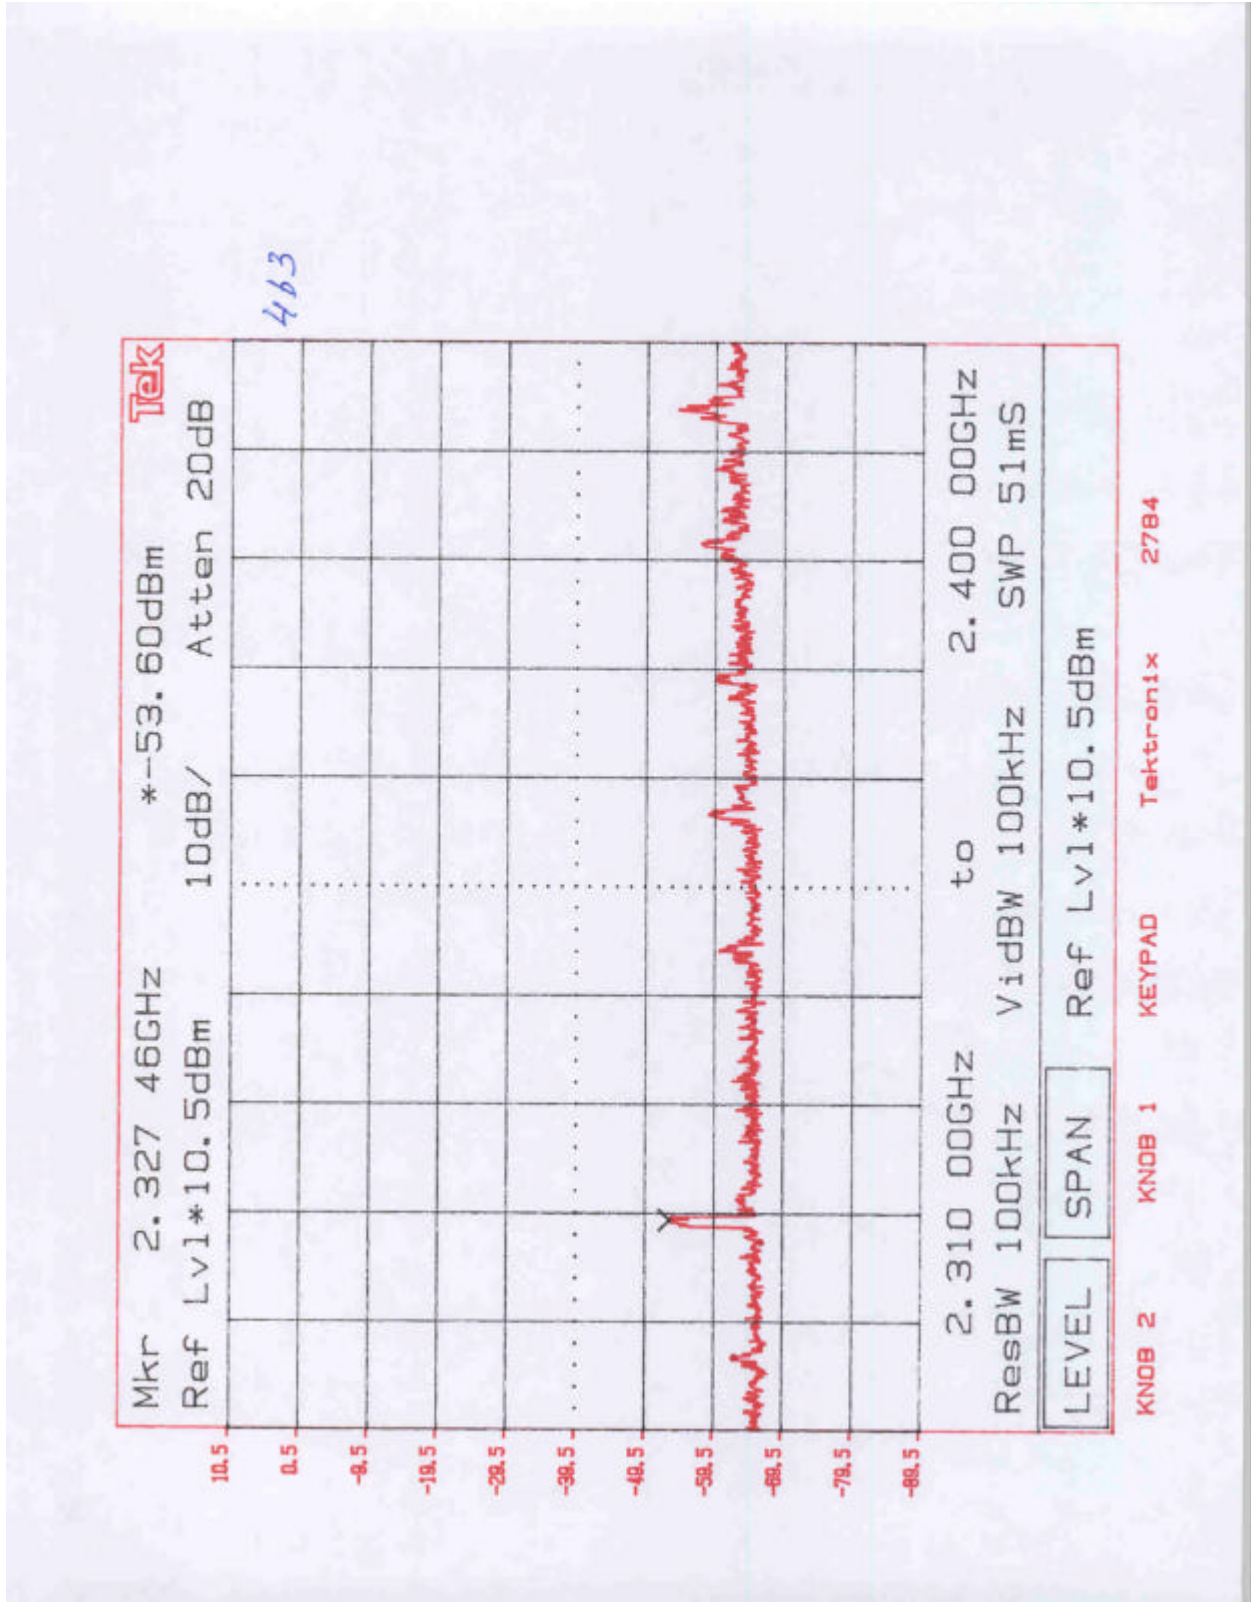 Mkr 2.327 46GHz *-53.60dBm Tek
Ref Lvl*10.5dBm 10dB/ Atten 20dB
10.5
0.5
-9.5
-19.5
-29.5
-39.5
-49.5
-59.5
-69.5
-79.5
-89.5
4b3
2.310 00GHz to 2.400 00GHz
ResBW 100kHz VidBW 100kHz SWP 51mS
LEVEL SPAN Ref Lvl*10.5dBm
KNOB 2 KNOB 1 KEYPAD Tektronix 2784